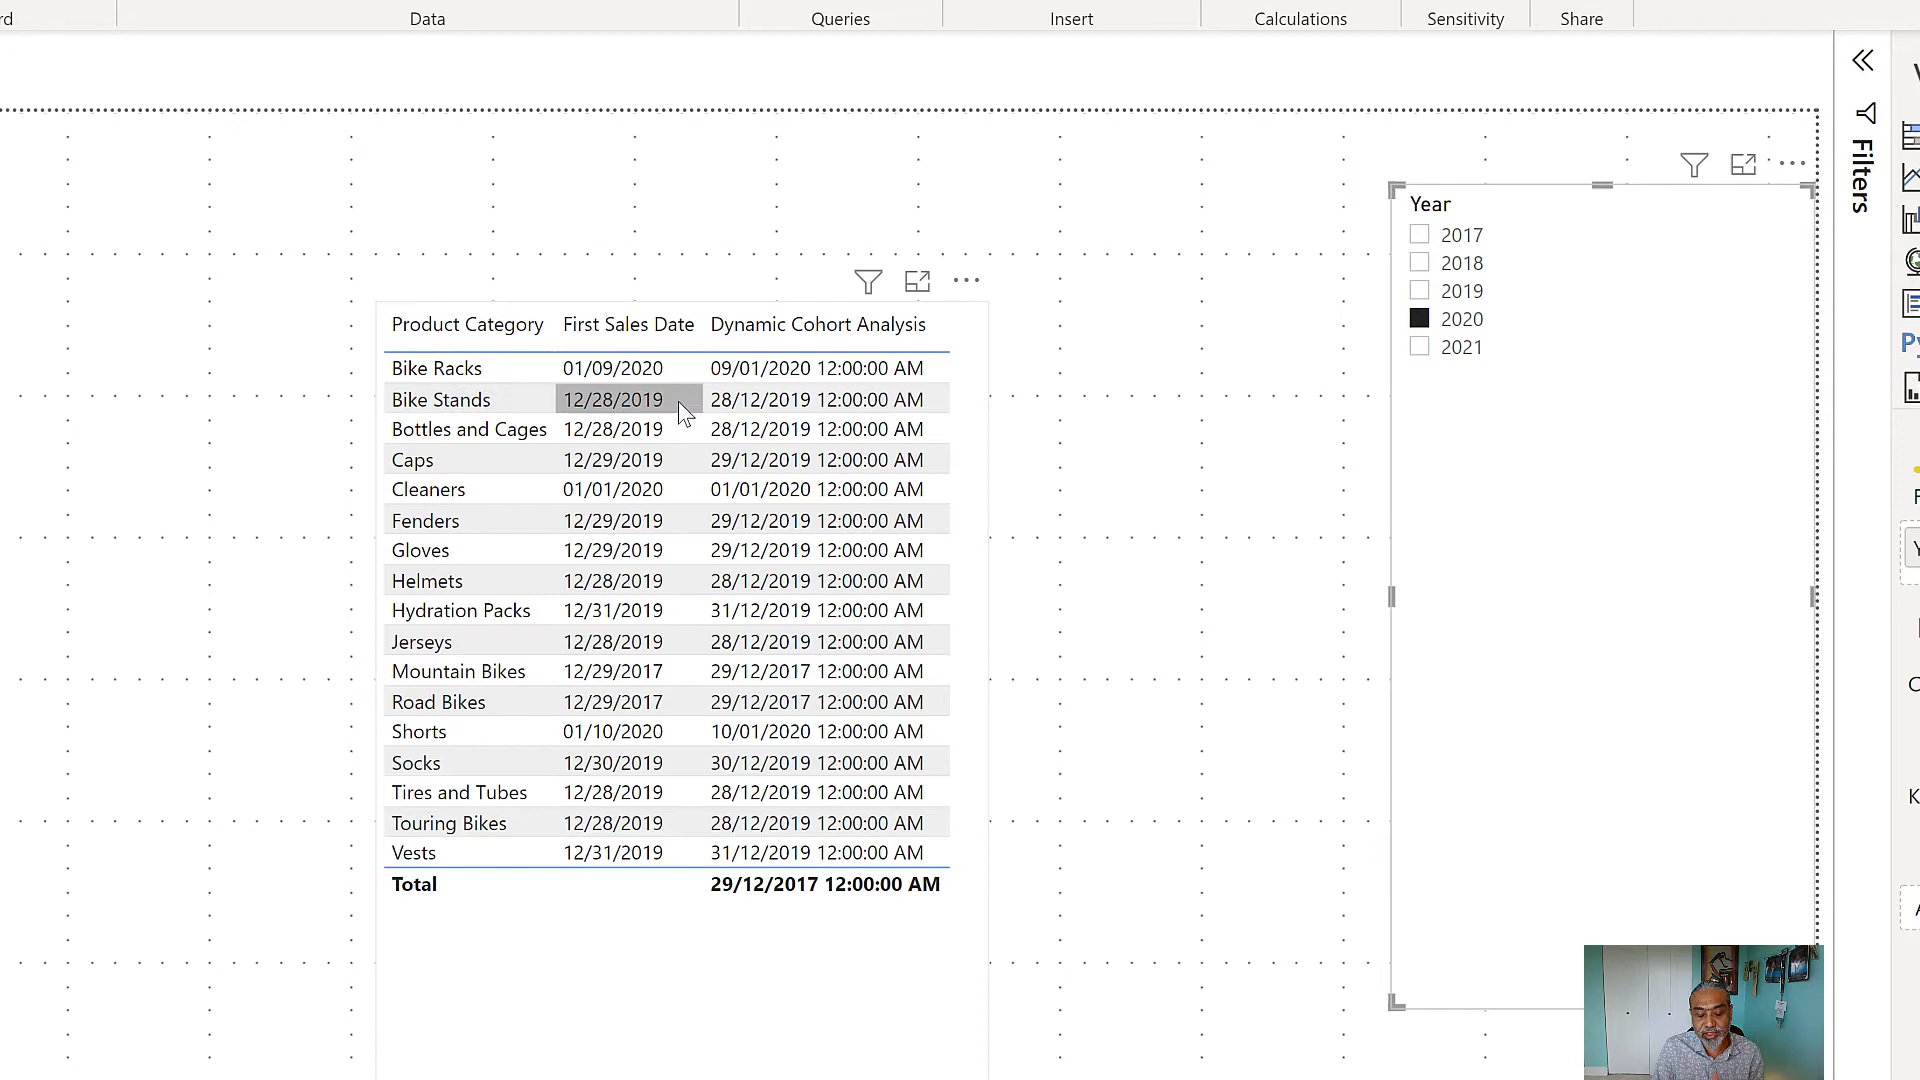 Data Queries Insert Calculations Sensitivity Share
Filters
Year
2017
2018
2019
2020
2021
Product Category First Sales Date Dynamic Cohort Analysis
Bike Racks 01/09/2020 09/01/2020 12:00:00 AM
Bike Stands 12/28/2019 28/12/2019 12:00:00 AM
Bottles and Cages 12/28/2019 28/12/2019 12:00:00 AM
Caps 12/29/2019 29/12/2019 12:00:00 AM
Cleaners 01/01/2020 01/01/2020 12:00:00 AM
Fenders 12/29/2019 29/12/2019 12:00:00 AM
Gloves 12/29/2019 29/12/2019 12:00:00 AM
Helmets 12/28/2019 28/12/2019 12:00:00 AM
Hydration Packs 12/31/2019 31/12/2019 12:00:00 AM
Jerseys 12/28/2019 28/12/2019 12:00:00 AM
Mountain Bikes 12/29/2017 29/12/2017 12:00:00 AM
Road Bikes 12/29/2017 29/12/2017 12:00:00 AM
Shorts 01/10/2020 10/01/2020 12:00:00 AM
Socks 12/30/2019 30/12/2019 12:00:00 AM
Tires and Tubes 12/28/2019 28/12/2019 12:00:00 AM
Touring Bikes 12/28/2019 28/12/2019 12:00:00 AM
Vests 12/31/2019 31/12/2019 12:00:00 AM
Total 29/12/2017 12:00:00 AM